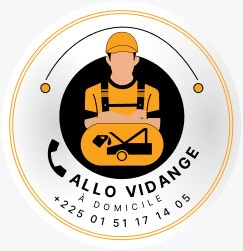 ALLO VIDANGE
À DOMICILE
+225 01 51 17 14 05